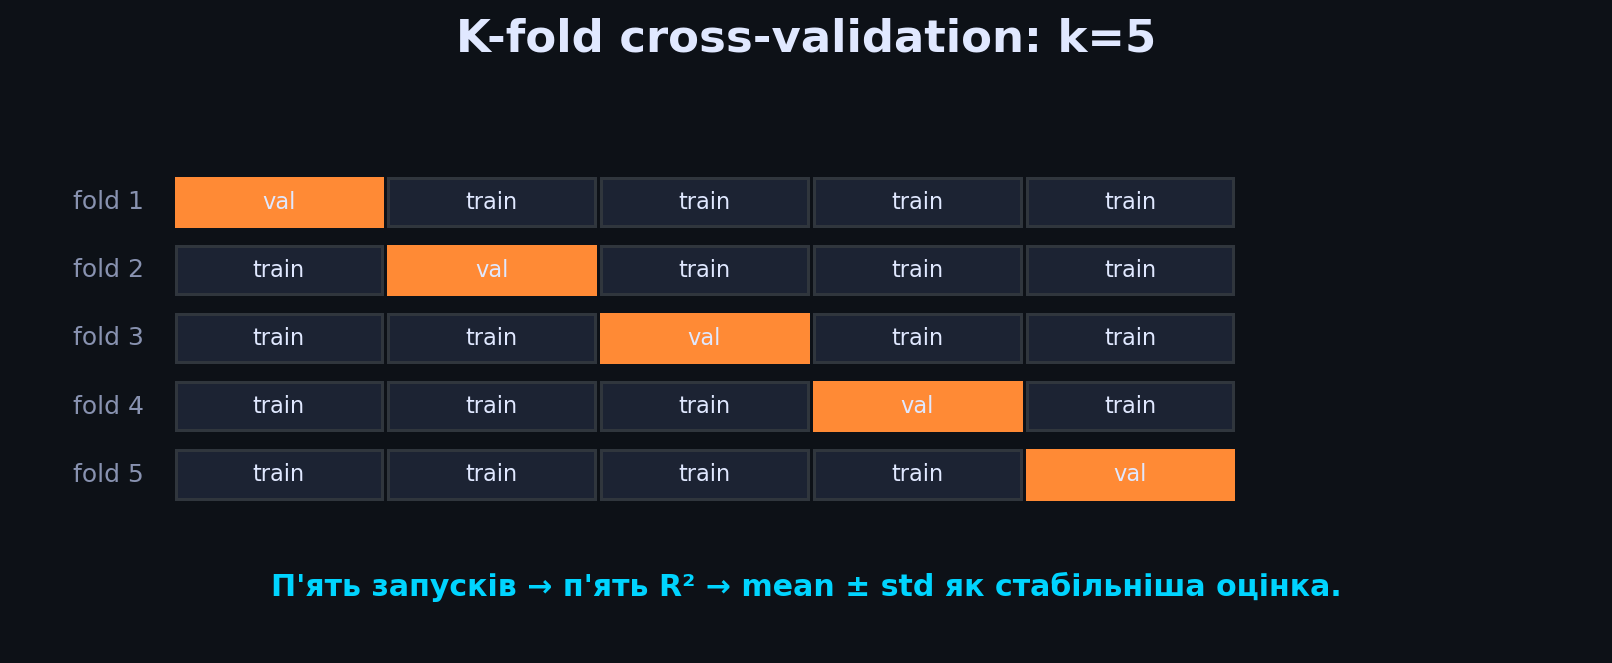 K-fold cross-validation: k=5
fold 1 val train train train train
fold 2 train val train train train
fold 3 train train val train train
fold 4 train train train val train
fold 5 train train train train val
П'ять запусків → п'ять R² → mean ± std як стабільніша оцінка.